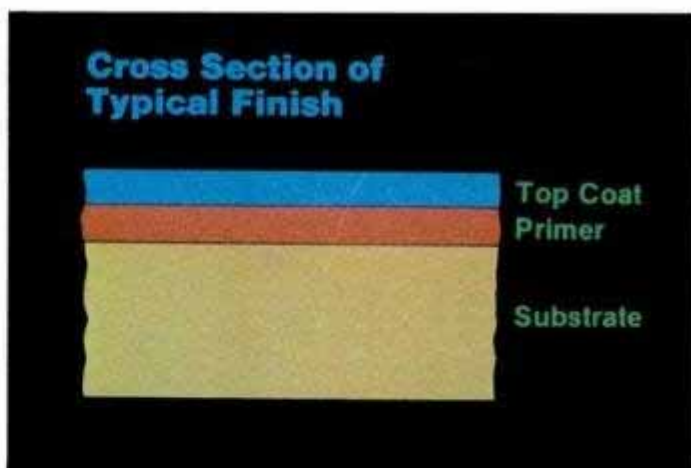 Cross Section of
Typical Finish
Top Coat
Primer
Substrate